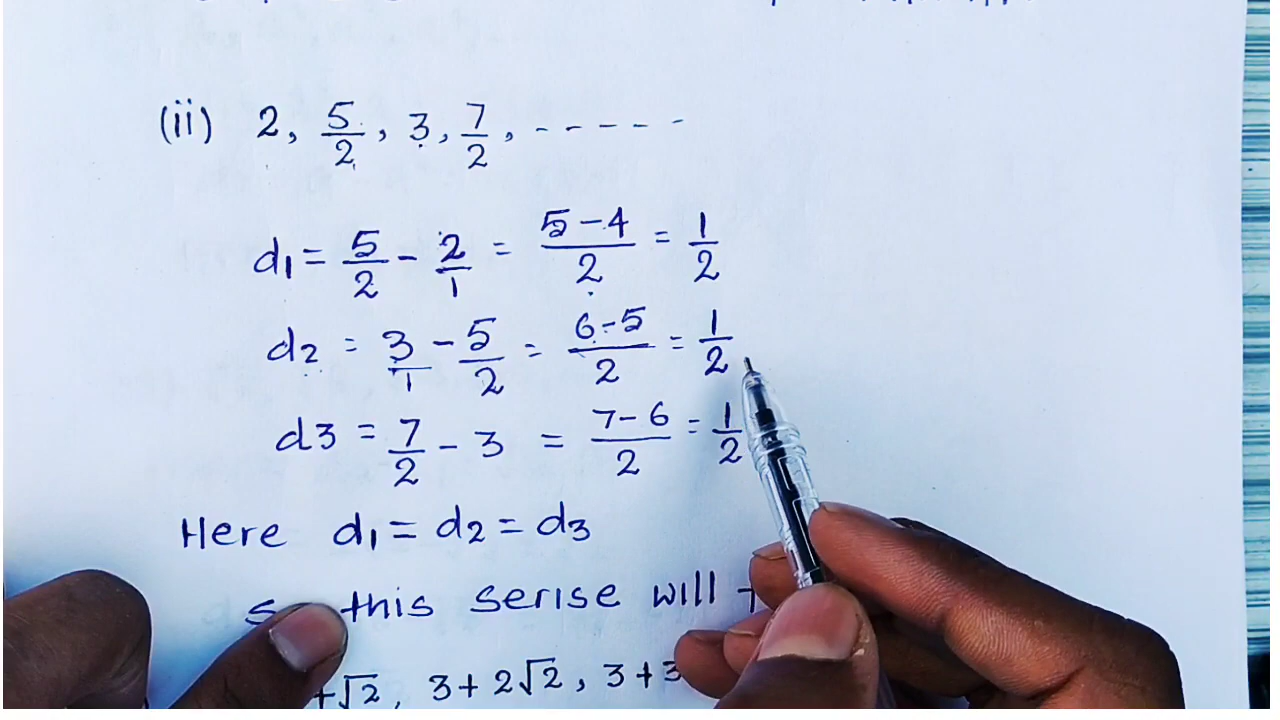 (ii) 2, 5/2, 3, 7/2, -----
d1 = 5/2 - 2/1 = 5-4/2 = 1/2
d2 = 3/1 - 5/2 = 6-5/2 = 1/2
d3 = 7/2 - 3 = 7-6/2 = 1/2
Here d1 = d2 = d3
this serise will
+√2, 3+2√2, 3+3